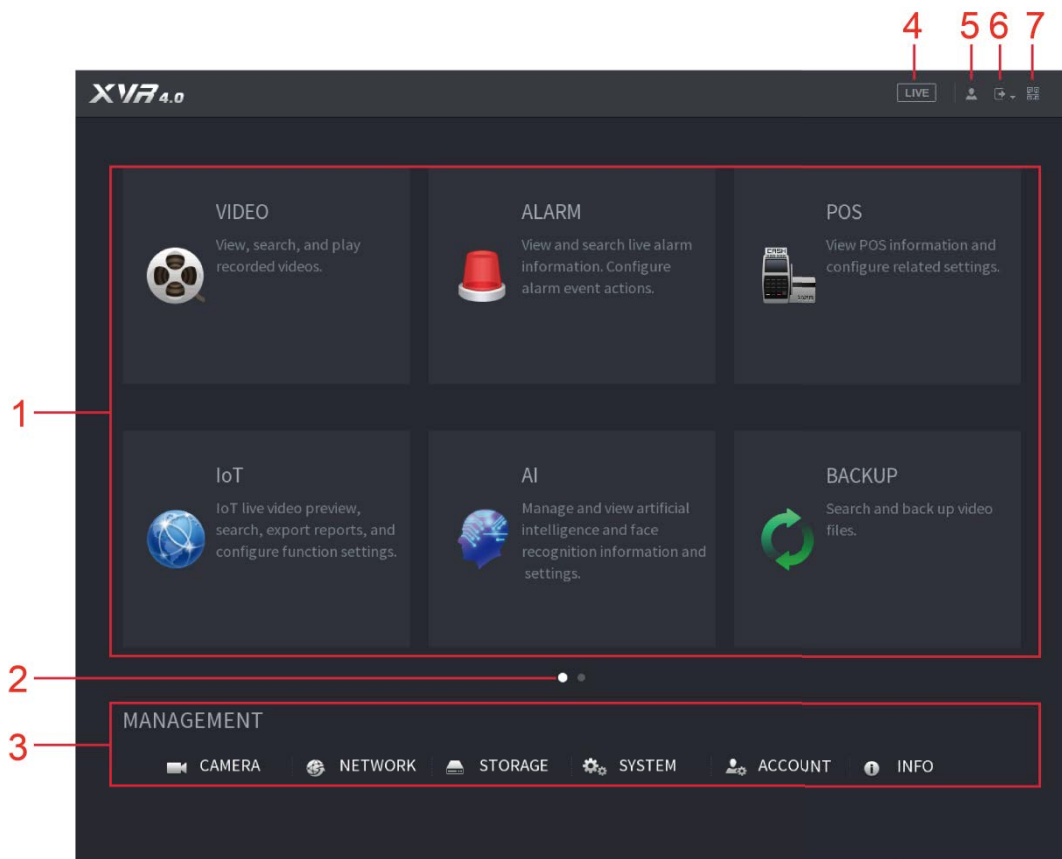 4 5 6 7
XVR 4.0
LIVE
VIDEO
View, search, and play
recorded videos.
ALARM
View and search live alarm
information. Configure
alarm event actions.
POS
View POS information and
configure related settings.
CASH
1
IoT
IoT live video preview,
search, export reports, and
configure function settings.
AI
Manage and view artificial
intelligence and face
recognition information and
settings.
BACKUP
Search and back up video
files.
2
MANAGEMENT
3
CAMERA NETWORK STORAGE SYSTEM ACCOUNT INFO